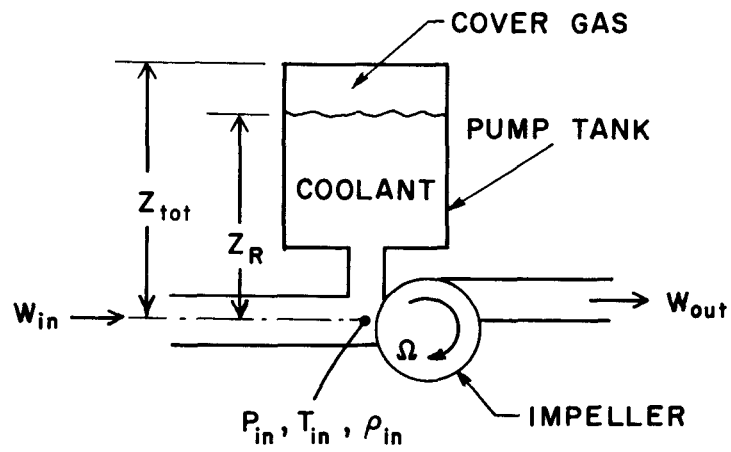 COVER GAS
PUMP TANK
COOLANT
Z_tot
Z_R
W_in
W_out
Ω
P_in, T_in, ρ_in
IMPELLER